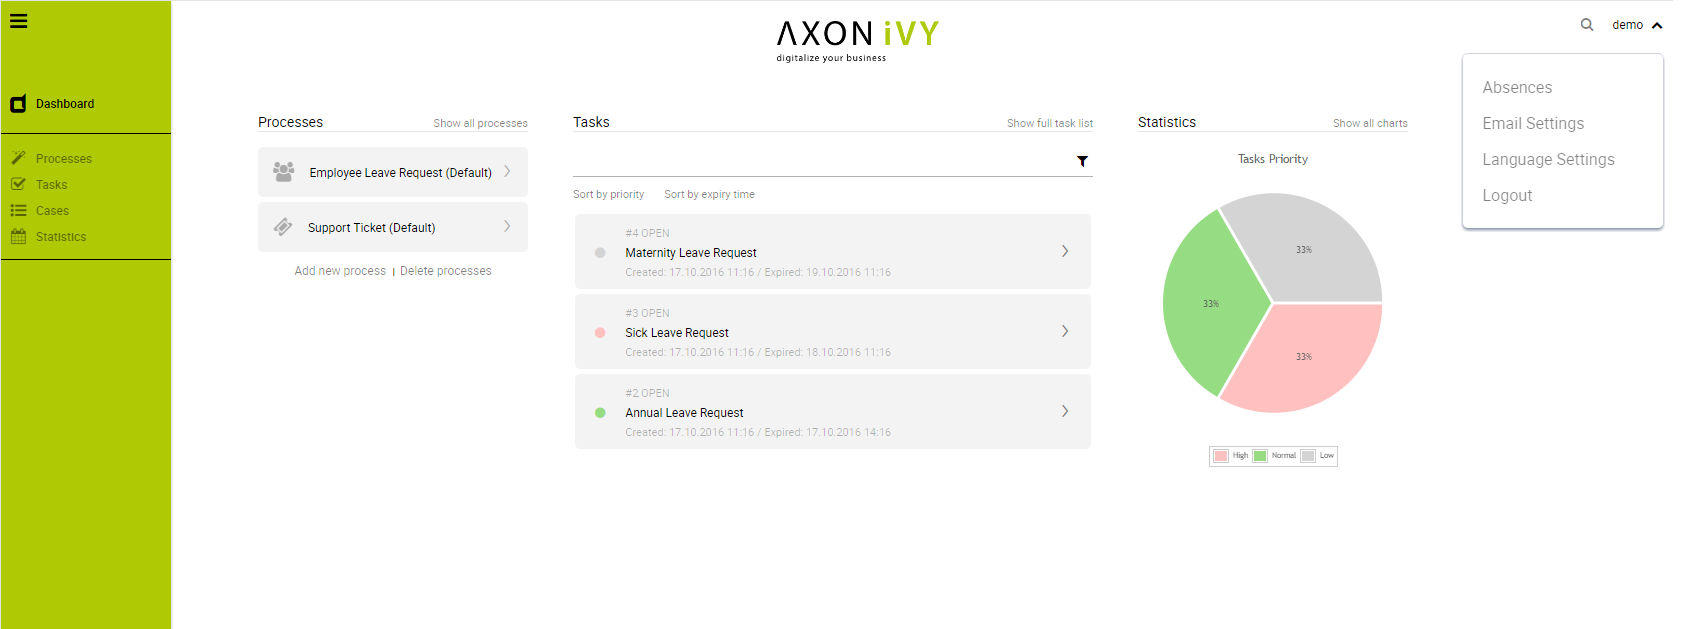 AXON iVY
digitalize your business
demo
Absences
Email Settings
Language Settings
Logout
Dashboard
Processes
Tasks
Cases
Statistics
Processes
Show all processes
Employee Leave Request (Default)
Support Ticket (Default)
Add new process | Delete processes
Tasks
Show full task list
Sort by priority
Sort by expiry time
#4 OPEN
Maternity Leave Request
Created: 17.10.2016 11:16 / Expired: 19.10.2016 11:16
#3 OPEN
Sick Leave Request
Created: 17.10.2016 11:16 / Expired: 18.10.2016 11:16
#2 OPEN
Annual Leave Request
Created: 17.10.2016 11:16 / Expired: 17.10.2016 14:16
Statistics
Show all charts
Tasks Priority
33%
33%
33%
High
Normal
Low